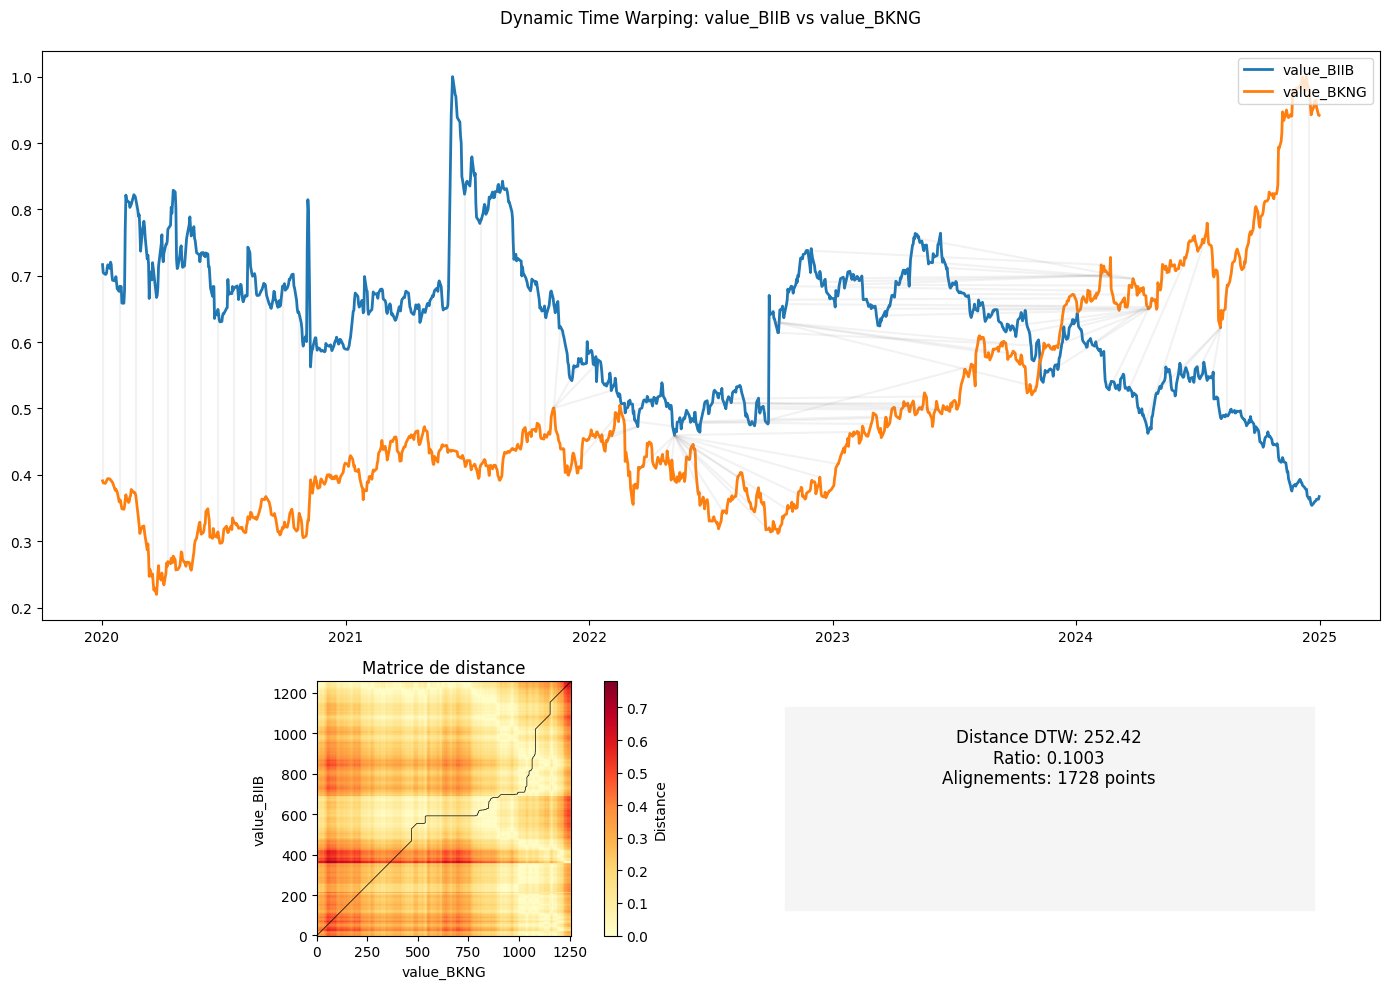 Dynamic Time Warping: value_BIIB vs value_BKNG
value_BIIB
value_BKNG
1.0
0.9
0.8
0.7
0.6
0.5
0.4
0.3
0.2
2020 2021 2022 2023 2024 2025
Matrice de distance
1200
1000
800
600
400
200
0
value_BIIB
0 250 500 750 1000 1250
value_BKNG
0.7
0.6
0.5
0.4
0.3
0.2
0.1
0.0
Distance
Distance DTW: 252.42
Ratio: 0.1003
Alignements: 1728 points